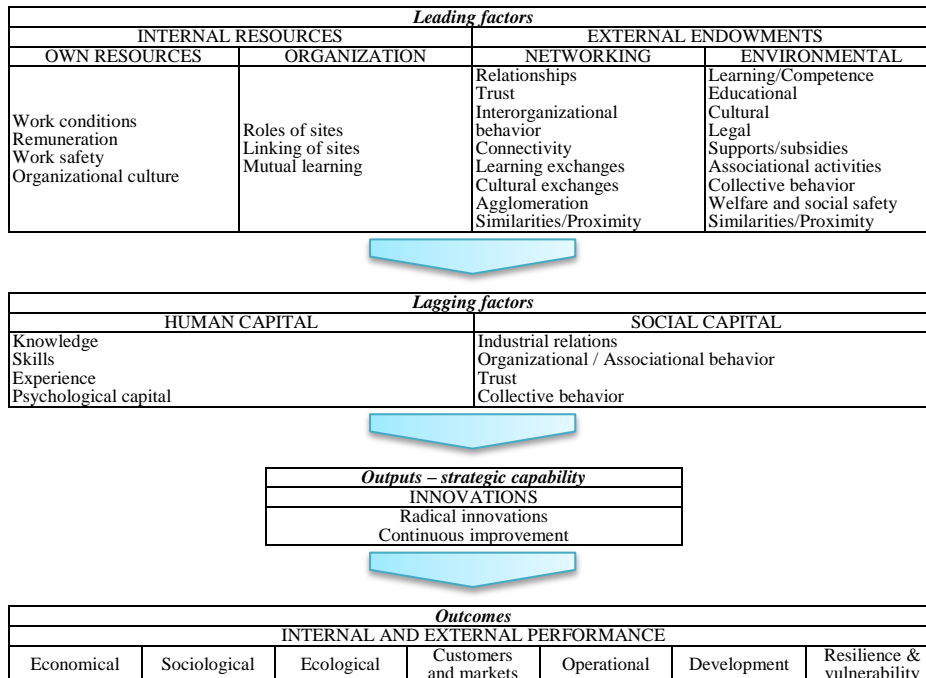 Leading factors
INTERNAL RESOURCES
EXTERNAL ENDOWMENTS
OWN RESOURCES
ORGANIZATION
NETWORKING
ENVIRONMENTAL
Work conditions
Remuneration
Work safety
Organizational culture
Roles of sites
Linking of sites
Mutual learning
Relationships
Trust
Interorganizational
behavior
Connectivity
Learning exchanges
Cultural exchanges
Agglomeration
Similarities/Proximity
Learning/Competence
Educational
Cultural
Legal
Supports/subsidies
Associational activities
Collective behavior
Welfare and social safety
Similarities/Proximity
Lagging factors
HUMAN CAPITAL
SOCIAL CAPITAL
Knowledge
Skills
Experience
Psychological capital
Industrial relations
Organizational / Associational behavior
Trust
Collective behavior
Outputs – strategic capability
INNOVATIONS
Radical innovations
Continuous improvement
Outcomes
INTERNAL AND EXTERNAL PERFORMANCE
Economical
Sociological
Ecological
Customers
and markets
Operational
Development
Resilience &
vulnerability